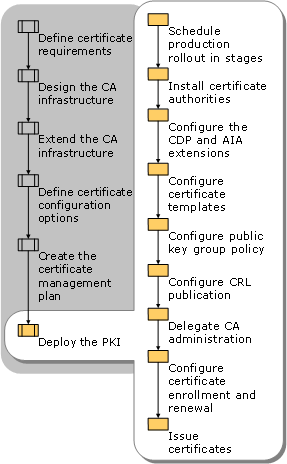 Define certificate
requirements
Design the CA
infrastructure
Extend the CA
infrastructure
Define certificate
configuration
options
Create the
certificate
management
plan
Deploy the PKI
Schedule
production
rollout in stages
Install certificate
authorities
Configure the
CDP and AIA
extensions
Configure
certificate
templates
Configure public
key group policy
Configure CRL
publication
Delegate CA
administration
Configure
certificate
enrollment and
renewal
Issue
certificates